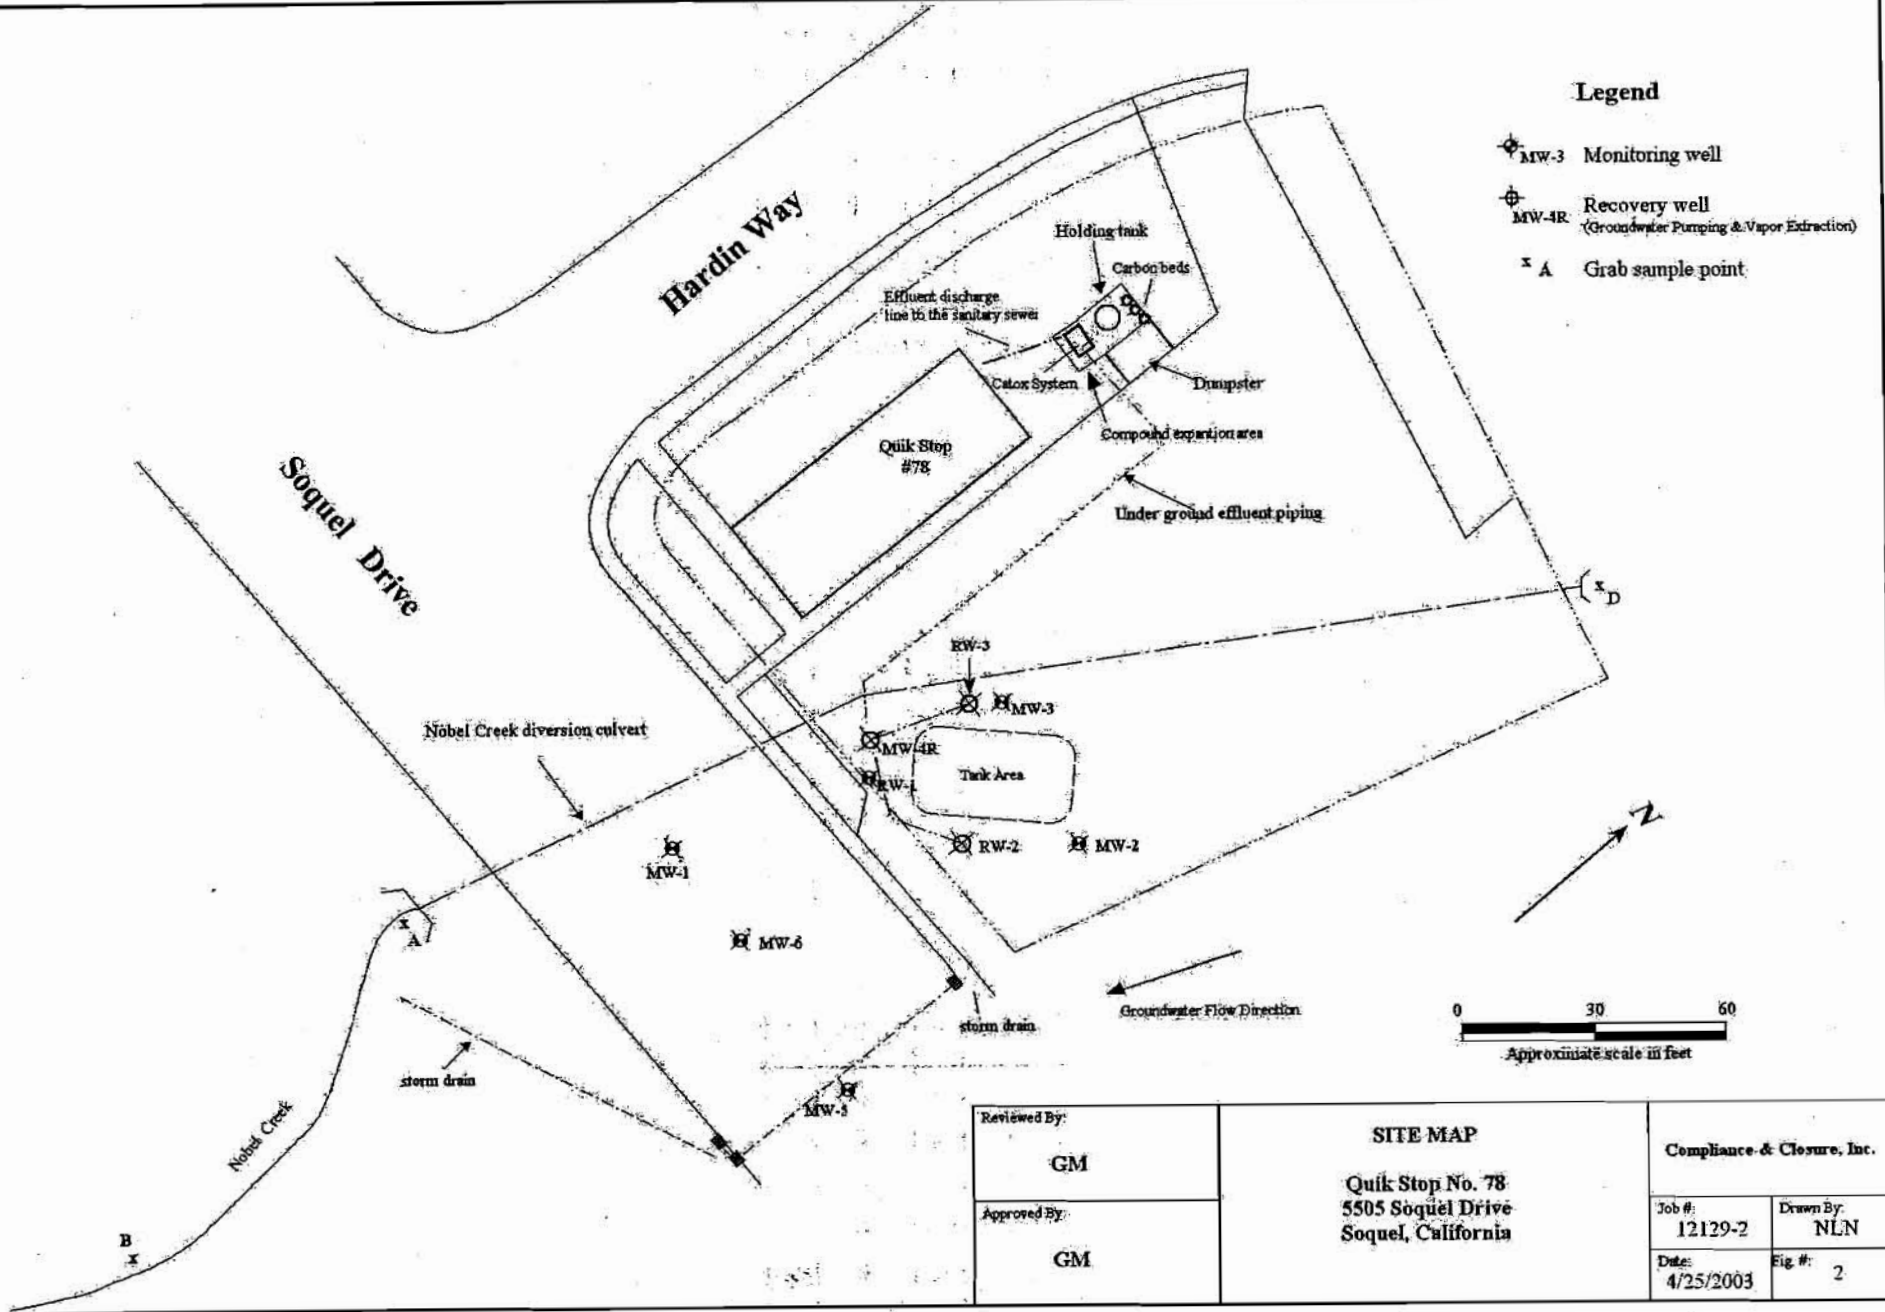 Legend
MW-3 Monitoring well
MW-4R Recovery well
(Groundwater Pumping & Vapor Extraction)
x A Grab sample point
Hardin Way
Holding tank
Carbon beds
Effluent discharge
line to the sanitary sewer
Catox System
Dumpster
Compound expantion area
Quik Stop
#78
Under ground effluent piping
Soquel Drive
x D
RW-3
MW-3
Nobel Creek diversion culvert
MW-4R
Tank Area
RW-1
RW-2
MW-2
MW-1
N
x A
MW-6
Groundwater Flow Direction
storm drain
0 30 60
Approximate scale in feet
storm drain
MW-5
Nobel Creek
B
x
Reviewed By:
GM
Approved By:
GM
SITE MAP
Quik Stop No. 78
5505 Soquel Drive
Soquel, California
Compliance & Closure, Inc.
Job #:
12129-2
Drawn By:
NLN
Date:
4/25/2003
Fig. #:
2